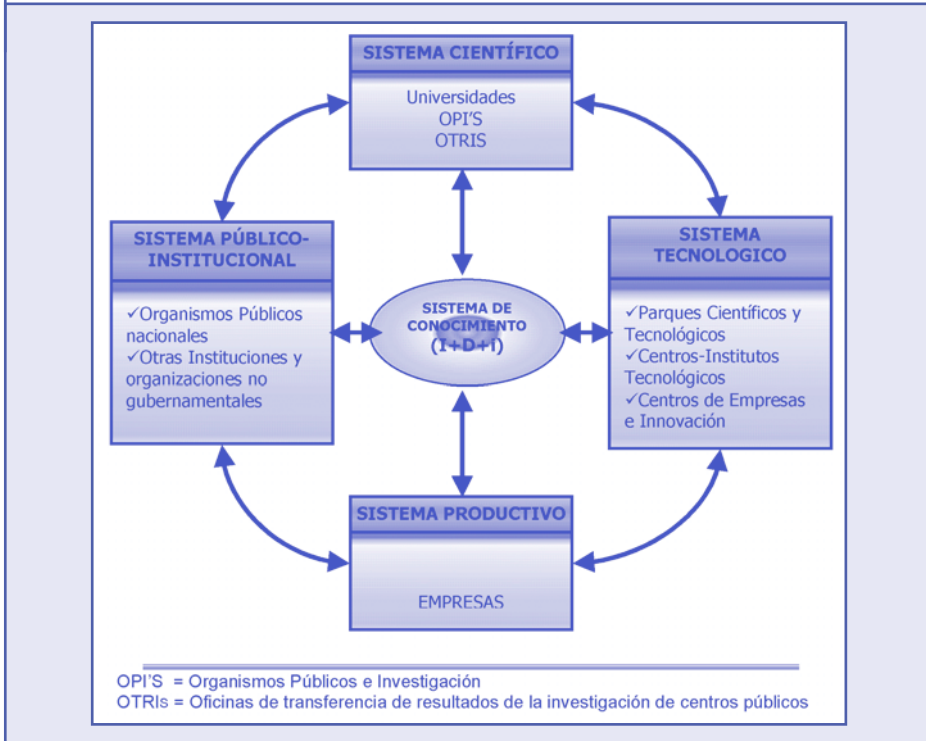 SISTEMA CIENTÍFICO
Universidades
OPI'S
OTRIS
SISTEMA PÚBLICO-
INSTITUCIONAL
✓Organismos Públicos
nacionales
✓Otras Instituciones y
organizaciones no
gubernamentales
SISTEMA DE
CONOCIMIENTO
(I+D+i)
SISTEMA
TECNOLOGICO
✓Parques Científicos y
Tecnológicos
✓Centros-Institutos
Tecnológicos
✓Centros de Empresas
e Innovación
SISTEMA PRODUCTIVO
EMPRESAS
OPI'S = Organismos Públicos e Investigación
OTRIs = Oficinas de transferencia de resultados de la investigación de centros públicos